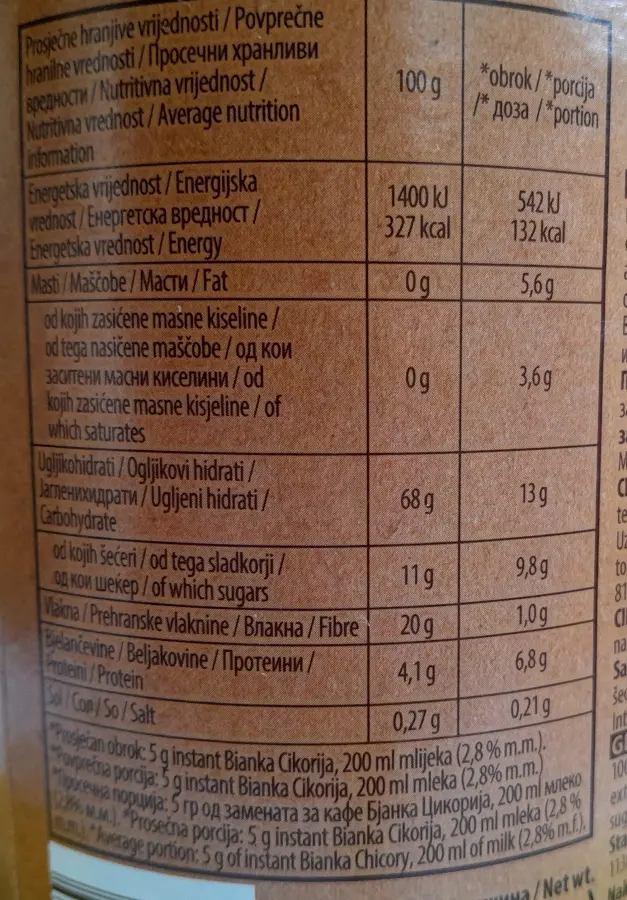 Prosječne hranjive vrijednosti / Povprečne
hranilne vrednosti / Просечни хранливи
вредности / Nutritivna vrijednost /
Nutritivna vrednost / Average nutrition
information
100 g
*obrok / *porcija
/* доза / *portion
Energetska vrijednost / Energijska
vrednost / Енергетска вредност /
Energetska vrednost / Energy
1400 kJ
327 kcal
542 kJ
132 kcal
Masti / Maščobe / Масти / Fat
0 g
5,6 g
od kojih zasićene masne kiseline /
od tega nasičene maščobe / од кои
заситени масни киселини / od
kojih zasićene masne kisjeline / of
which saturates
0 g
3,6 g
Ugljikohidrati / Ogljikovi hidrati /
Јагленихидрати / Ugljeni hidrati /
Carbohydrate
68 g
13 g
od kojih šećeri / od tega sladkorji /
од кои шеќер / of which sugars
11 g
9,8 g
Vlakna / Prehranske vlaknine / Влакна / Fibre
20 g
1,0 g
Bjelančevine / Beljakovine / Протеини /
Proteini / Protein
4,1 g
6,8 g
Sol / Сол / So / Salt
0,27 g
0,21 g
*Prosječan obrok: 5 g instant Bianka Cikorija, 200 ml mlijeka (2,8 % m.m.).
*Povprečna porcija: 5 g instant Bianka Cikorija, 200 ml mleka (2,8% m.m.)
*Просечна порција: 5 гр од замената за кафе Бјанка Цикорија, 200 ml млеко
(2,8% м.м.). *Prosečna porcija: 5 g instant Bianka Cikorija, 200 ml mleka (2,8 %
m.m.). *Average portion: 5 g of instant Bianka Chicory, 200 ml of milk (2,8% m.f.).
/ Net wt.